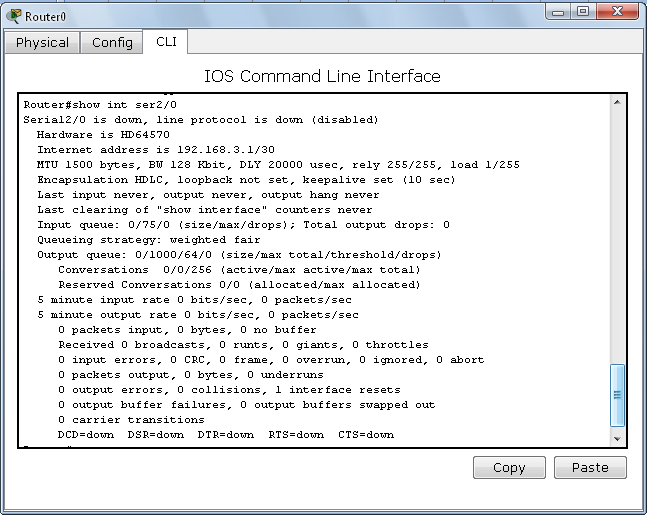 Router0
Physical Config CLI
IOS Command Line Interface
Router#show int ser2/0
Serial2/0 is down, line protocol is down (disabled)
Hardware is HD64570
Internet address is 192.168.3.1/30
MTU 1500 bytes, BW 128 Kbit, DLY 20000 usec, rely 255/255, load 1/255
Encapsulation HDLC, loopback not set, keepalive set (10 sec)
Last input never, output never, output hang never
Last clearing of "show interface" counters never
Input queue: 0/75/0 (size/max/drops); Total output drops: 0
Queueing strategy: weighted fair
Output queue: 0/1000/64/0 (size/max total/threshold/drops)
Conversations 0/0/256 (active/max active/max total)
Reserved Conversations 0/0 (allocated/max allocated)
5 minute input rate 0 bits/sec, 0 packets/sec
5 minute output rate 0 bits/sec, 0 packets/sec
0 packets input, 0 bytes, 0 no buffer
Received 0 broadcasts, 0 runts, 0 giants, 0 throttles
0 input errors, 0 CRC, 0 frame, 0 overrun, 0 ignored, 0 abort
0 packets output, 0 bytes, 0 underruns
0 output errors, 0 collisions, 1 interface resets
0 output buffer failures, 0 output buffers swapped out
0 carrier transitions
DCD=down DSR=down DTR=down RTS=down CTS=down
Copy Paste